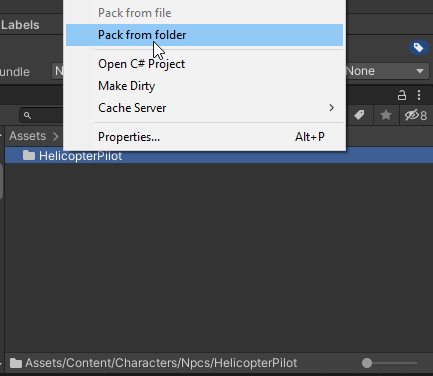 Pack from file
Labels
Pack from folder
undle
N
None
Open C# Project
Make Dirty
Cache Server
8
Assets
Properties...
Alt+P
HelicopterPilot
Assets/Content/Characters/Npcs/HelicopterPilot